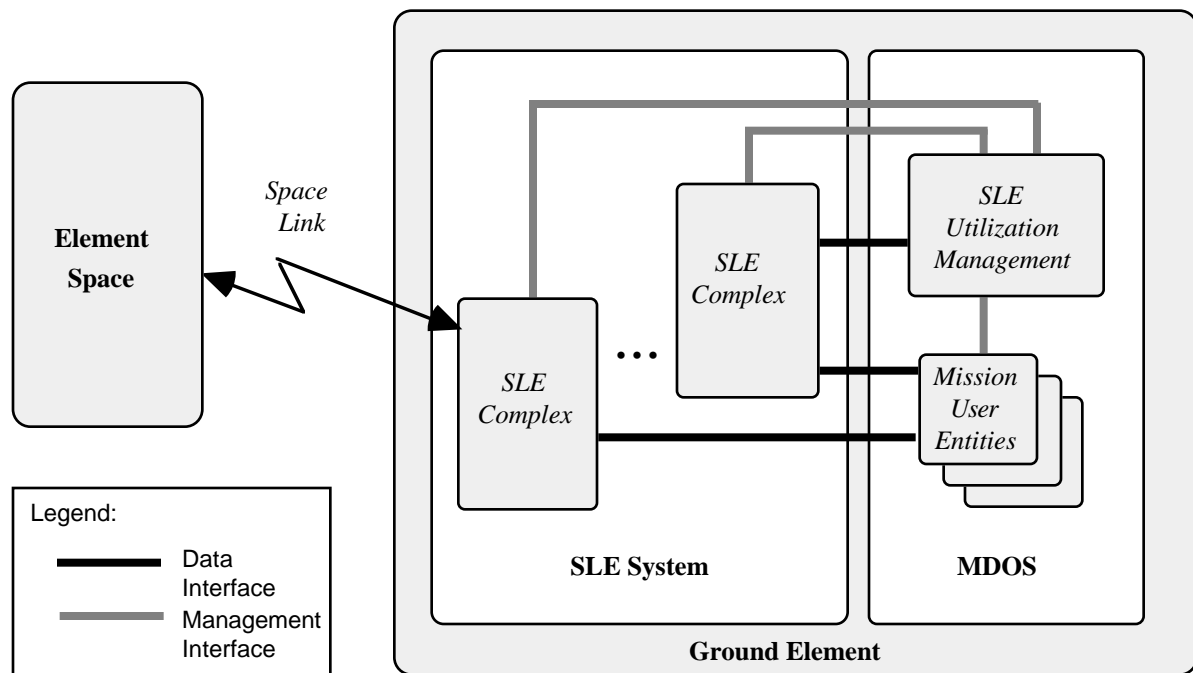 Element
Space
Space
Link
SLE
Complex
...
SLE
Complex
SLE
Utilization
Management
Mission
User
Entities
SLE System
MDOS
Ground Element
Legend:
Data
Interface
Management
Interface